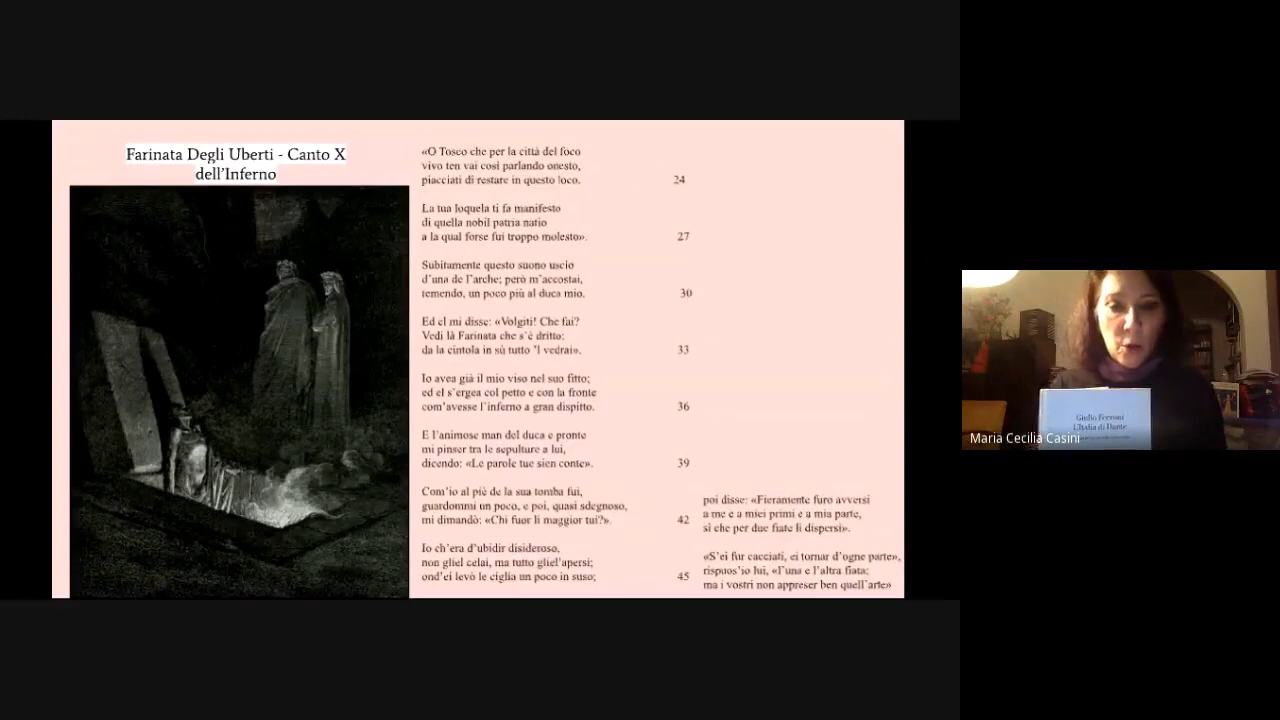 Farinata Degli Uberti - Canto X
dell'Inferno
«O Tosco che per la città del foco
vivo ten vai così parlando onesto,
piacciati di restare in questo loco. 24
La tua loquela ti fa manifesto
di quella nobil patria natio
a la qual forse fui troppo molesto». 27
Subitamente questo suono uscìo
d'una de l'arche; però m'accostai,
temendo, un poco più al duca mio. 30
Ed el mi disse: «Volgiti! Che fai?
Vedi là Farinata che s'è dritto:
da la cintola in sù tutto 'l vedrai». 33
Io avea già il mio viso nel suo fitto;
ed el s'ergea col petto e con la fronte
com'avesse l'inferno a gran dispitto. 36
E l'animose man del duca e pronte
mi pinser tra le sepulture a lui,
dicendo: «Le parole tue sien conte». 39
Com'io al piè de la sua tomba fui,
guardommi un poco, e poi, quasi sdegnoso,
mi dimandò: «Chi fuor li maggior tui?». 42
Io ch'era d'ubidir disideroso,
non gliel celai, ma tutto gliel'apersi;
ond'ei levò le ciglia un poco in suso; 45
poi disse: «Fieramente furo avversi
a me e a miei primi e a mia parte,
sì che per due fiate li dispersi».
«S'ei fur cacciati, ei tornar d'ogne parte»,
rispuos'io lui, «l'una e l'altra fiata;
ma i vostri non appreser ben quell'arte»
Giulio Ferroni
L'Italia di Dante
Maria Cecilia Casini